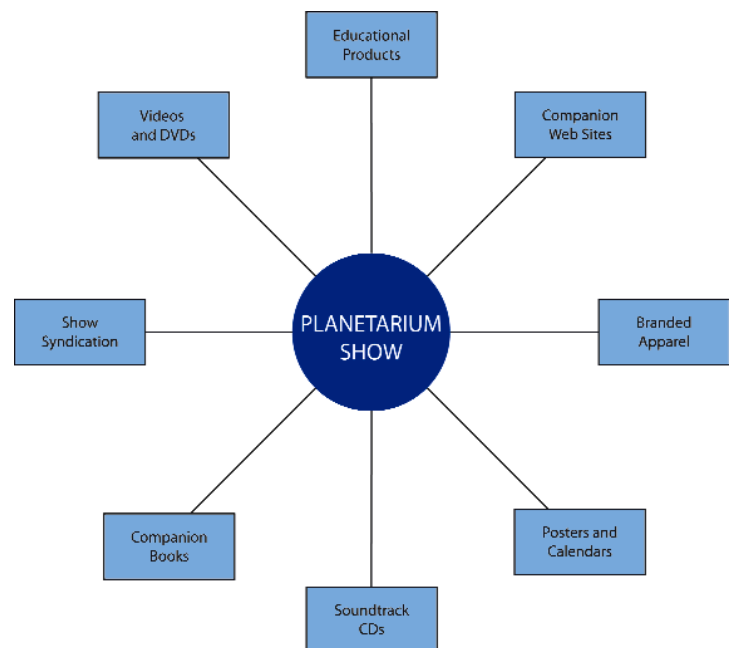 Educational
Products
Videos
and DVDs
Companion
Web Sites
Show
Syndication
PLANETARIUM
SHOW
Branded
Apparel
Companion
Books
Posters and
Calendars
Soundtrack
CDs